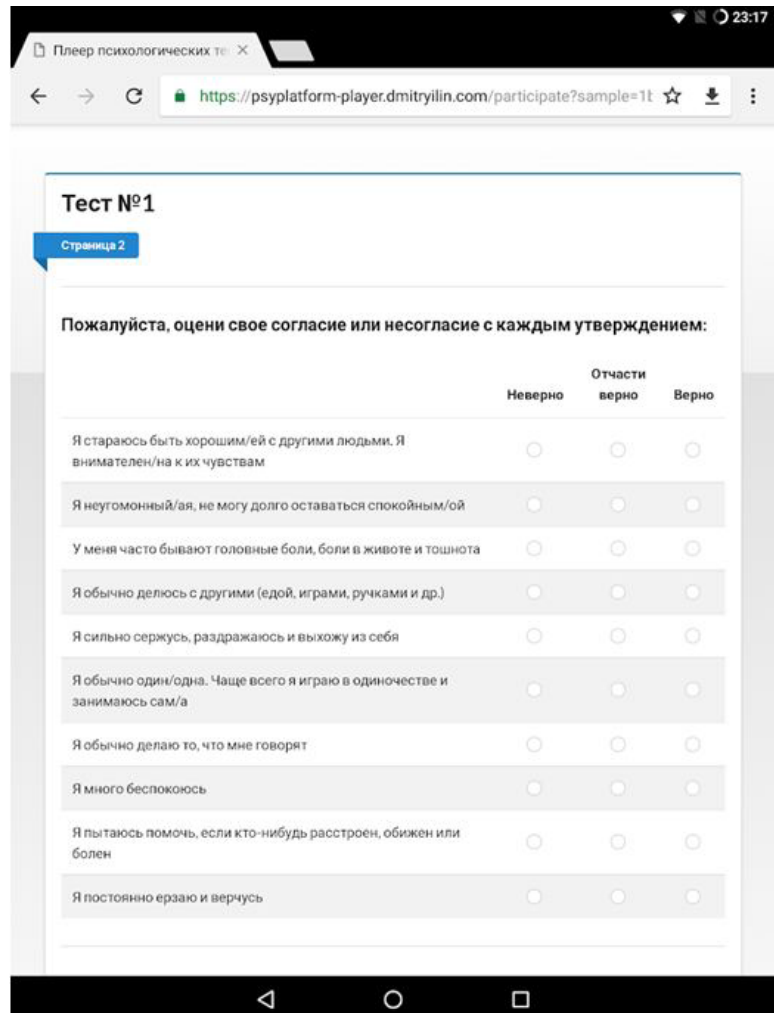 23:17
Плеер психологических те
https://psyplatform-player.dmitryilin.com/participate?sample=1b
Тест №1
Страница 2
Пожалуйста, оцени свое согласие или несогласие с каждым утверждением:
Неверно Отчасти верно Верно
Я стараюсь быть хорошим/ей с другими людьми. Я
внимателен/на к их чувствам
Я неугомонный/ая, не могу долго оставаться спокойным/ой
У меня часто бывают головные боли, боли в животе и тошнота
Я обычно делюсь с другими (едой, играми, ручками и др.)
Я сильно сержусь, раздражаюсь и выхожу из себя
Я обычно один/одна. Чаще всего я играю в одиночестве и
занимаюсь сам/а
Я обычно делаю то, что мне говорят
Я много беспокоюсь
Я пытаюсь помочь, если кто-нибудь расстроен, обижен или
болен
Я постоянно ерзаю и верчусь